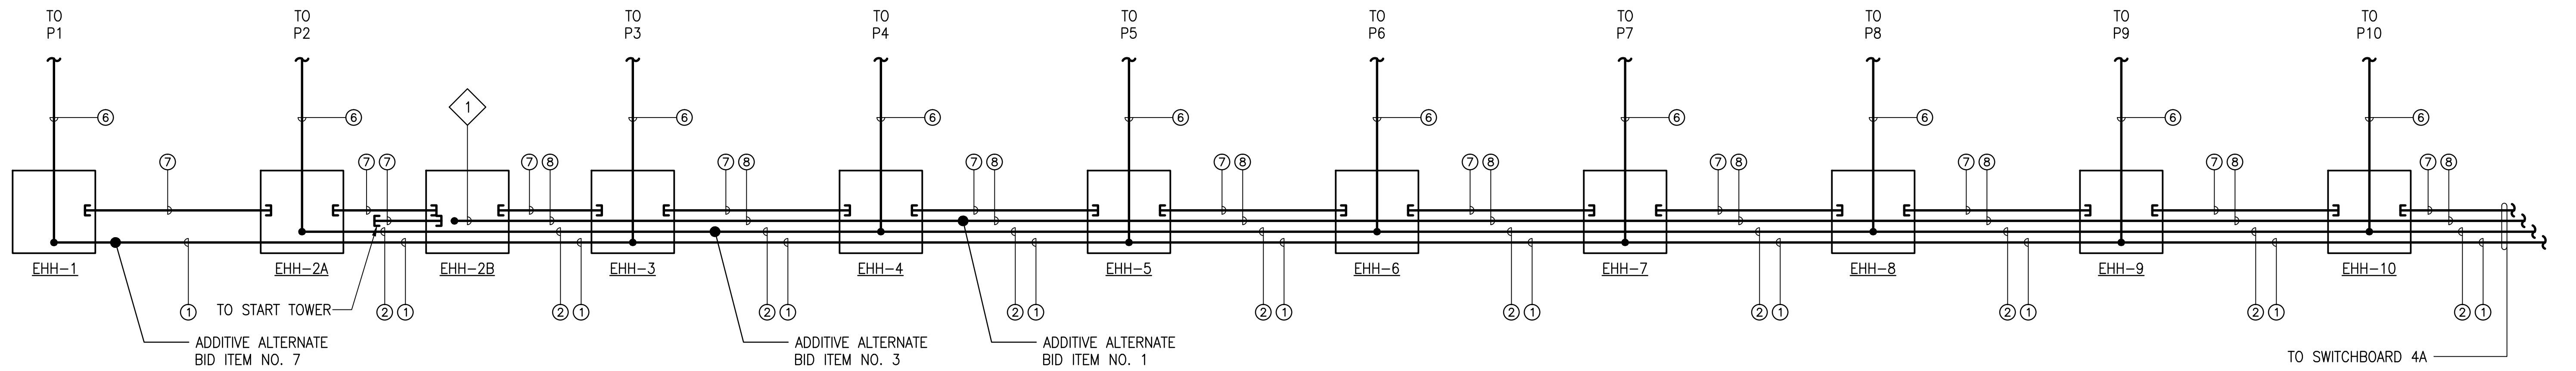 TO
P1
TO
P2
TO
P3
TO
P4
TO
P5
TO
P6
TO
P7
TO
P8
TO
P9
TO
P10
1
6
6
6
6
6
6
6
6
6
6
7
7 7
7 8
7 8
7 8
7 8
7 8
7 8
7 8
7 8
7 8
EHH-1
EHH-2A
EHH-2B
EHH-3
EHH-4
EHH-5
EHH-6
EHH-7
EHH-8
EHH-9
EHH-10
1
TO START TOWER
2 1
2 1
2 1
2 1
2 1
2 1
2 1
2 1
2 1
2 1
ADDITIVE ALTERNATE
BID ITEM NO. 7
ADDITIVE ALTERNATE
BID ITEM NO. 3
ADDITIVE ALTERNATE
BID ITEM NO. 1
TO SWITCHBOARD 4A